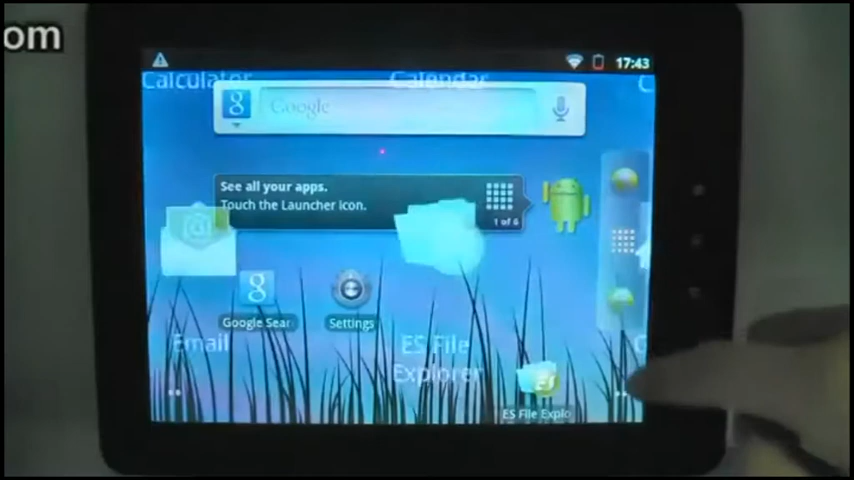 om
17:43
Calculator
Calendar
C
g
Google
See all your apps.
Touch the Launcher icon.
1 of 6
g
Google Sear
Settings
Email
ES File
Explorer
C
ES
ES File Explo